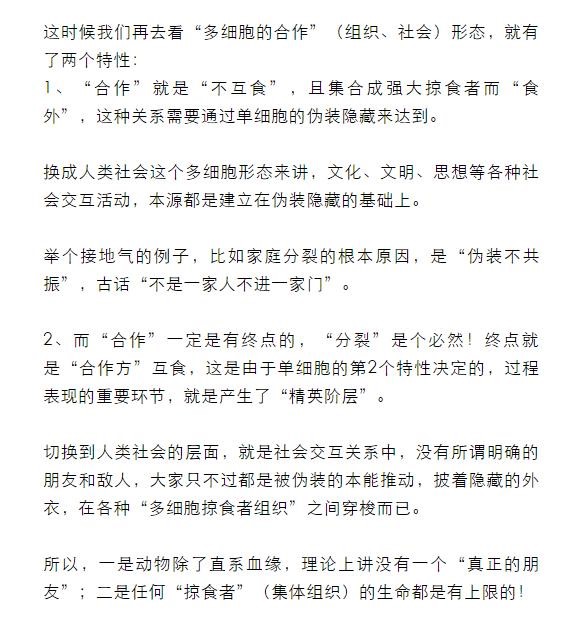 这时候我们再去看“多细胞的合作”（组织、社会）形态，就有
了两个特性：
1、“合作”就是“不互食”，且集合成强大掠食者而“食
外”，这种关系需要通过单细胞的伪装隐藏来达到。
换成人类社会这个多细胞形态来讲，文化、文明、思想等各种社
会交互活动，本源都是建立在伪装隐藏的基础上。
举个接地气的例子，比如家庭分裂的根本原因，是“伪装不共
振”，古话“不是一家人不进一家门”。
2、而“合作”一定是有终点的，“分裂”是个必然！终点就
是“合作方”互食，这是由于单细胞的第2个特性决定的，过程
表现的重要环节，就是产生了“精英阶层”。
切换到人类社会的层面，就是社会交互关系中，没有所谓明确的
朋友和敌人，大家只不过都是被伪装的本能推动，披着隐藏的外
衣，在各种“多细胞掠食者组织”之间穿梭而已。
所以，一是动物除了直系血缘，理论上讲没有一个“真正的朋
友”；二是任何“掠食者”（集体组织）的生命都是有上限的！